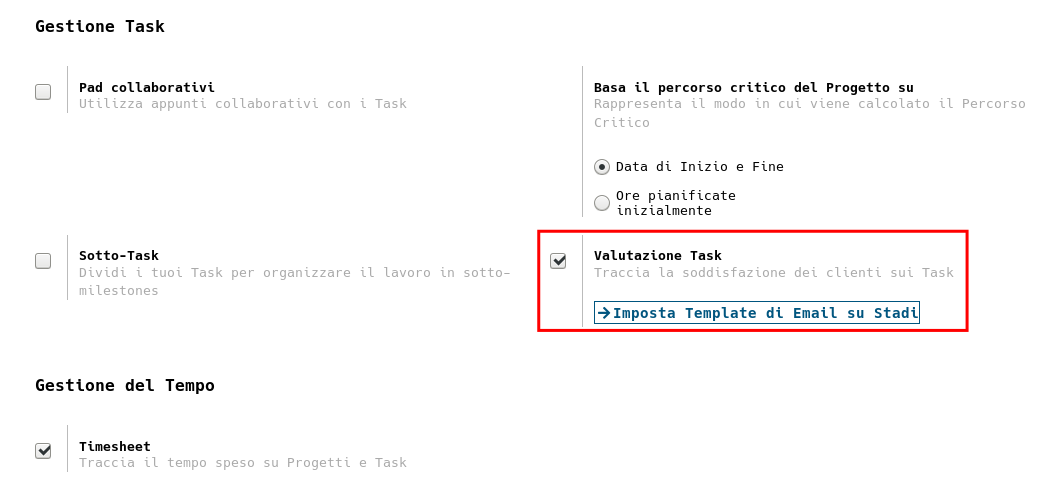 Gestione Task
Pad collaborativi
Utilizza appunti collaborativi con i Task
Basa il percorso critico del Progetto su
Rappresenta il modo in cui viene calcolato il Percorso
Critico
Data di Inizio e Fine
Ore pianificate
inizialmente
Sotto-Task
Dividi i tuoi Task per organizzare il lavoro in sotto-
milestones
Valutazione Task
Traccia la soddisfazione dei clienti sui Task
Imposta Template di Email su Stadi
Gestione del Tempo
Timesheet
Traccia il tempo speso su Progetti e Task